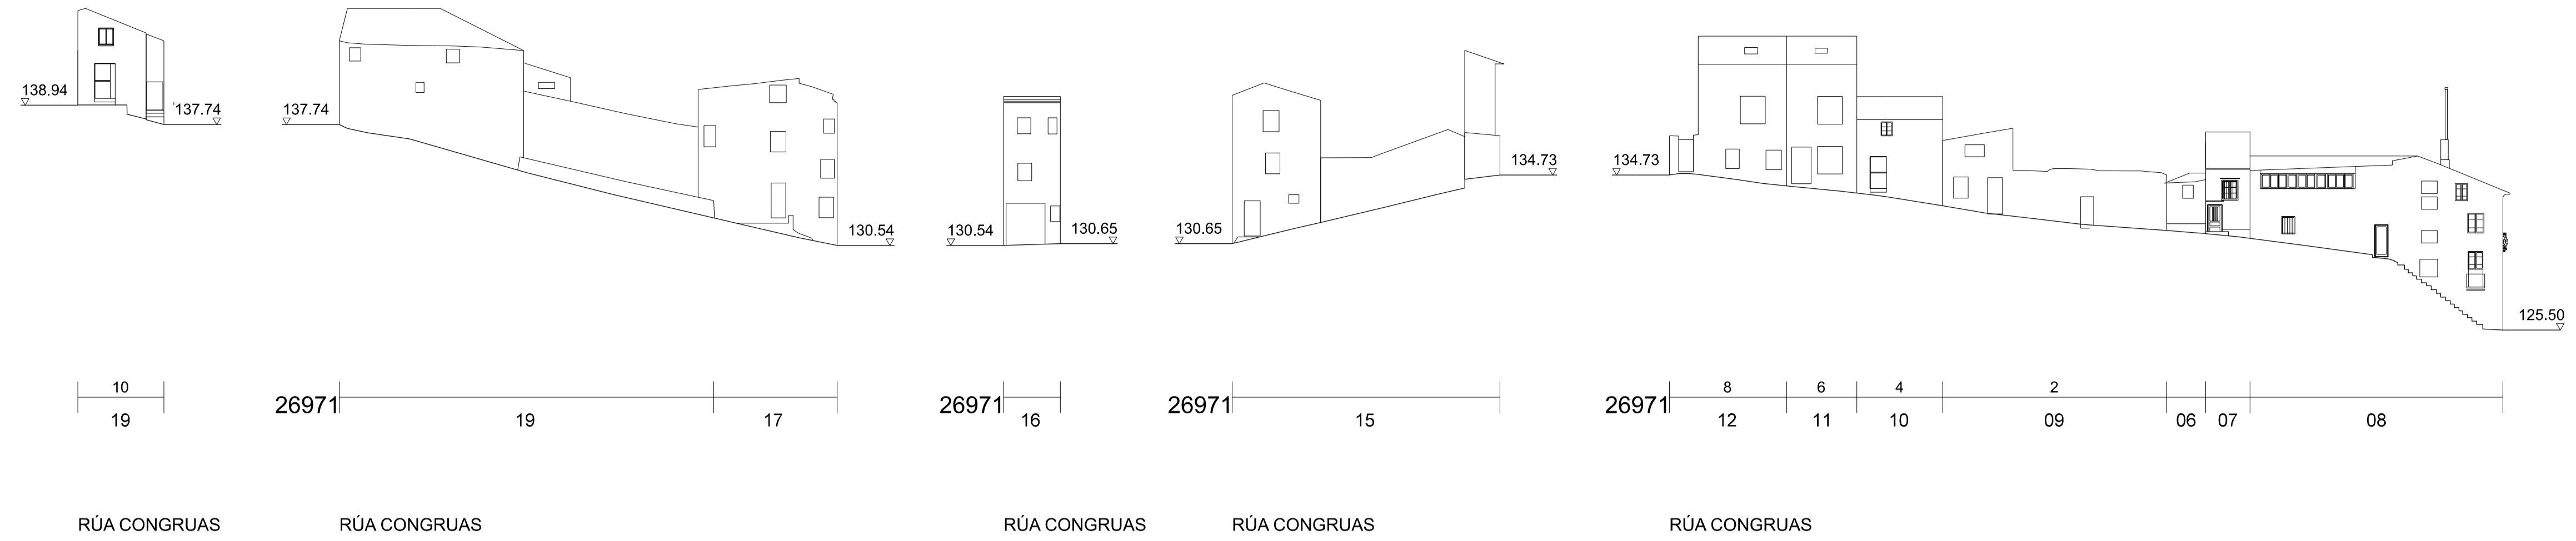 138.94
137.74
10
19
RÚA CONGRUAS
137.74
130.54
26971
19
17
RÚA CONGRUAS
130.54
130.65
26971
16
RÚA CONGRUAS
130.65
134.73
26971
15
RÚA CONGRUAS
134.73
125.50
8 6 4 2
26971
12 11 10 09 06 07 08
RÚA CONGRUAS